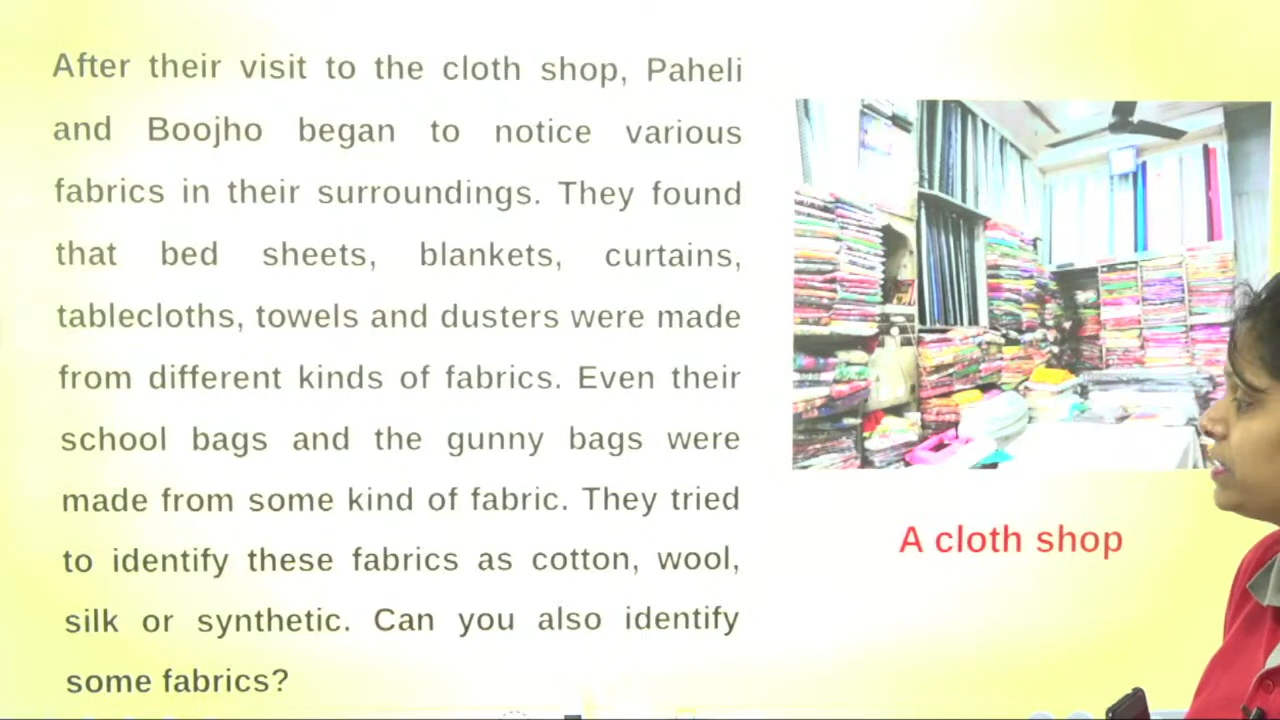 After their visit to the cloth shop, Paheli
and Boojho began to notice various
fabrics in their surroundings. They found
that bed sheets, blankets, curtains,
tablecloths, towels and dusters were made
from different kinds of fabrics. Even their
school bags and the gunny bags were
made from some kind of fabric. They tried
to identify these fabrics as cotton, wool,
silk or synthetic. Can you also identify
some fabrics?
A cloth shop